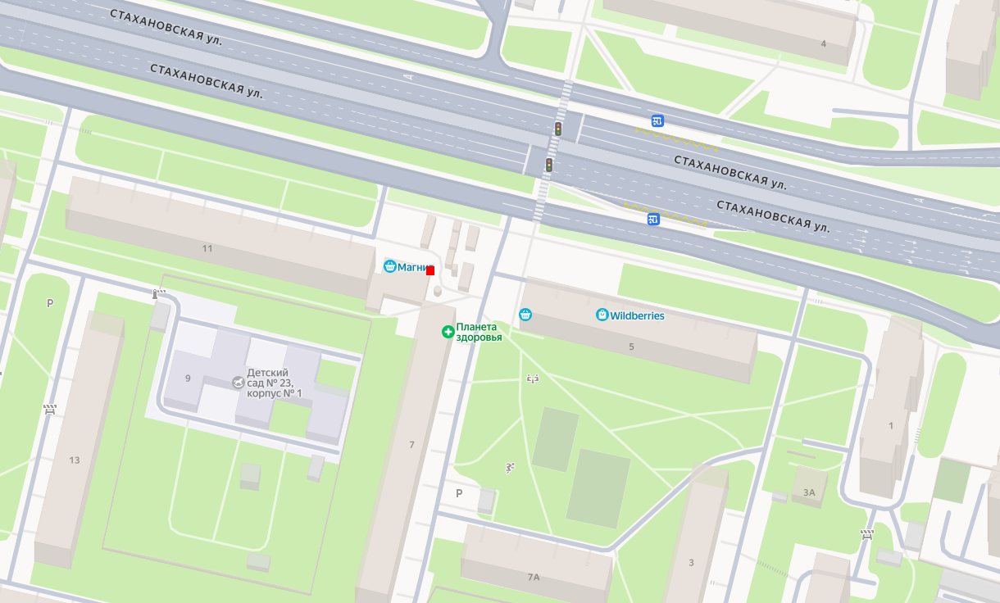 СТАХАНОВСКАЯ ул.
СТАХАНОВСКАЯ ул.
4
СТАХАНОВСКАЯ ул.
СТАХАНОВСКАЯ ул.
А
А
11
Магнит
P
Планета
здоровья
Wildberries
5
9
Детский
сад № 23,
корпус № 1
7
1
13
P
3А
3
7А